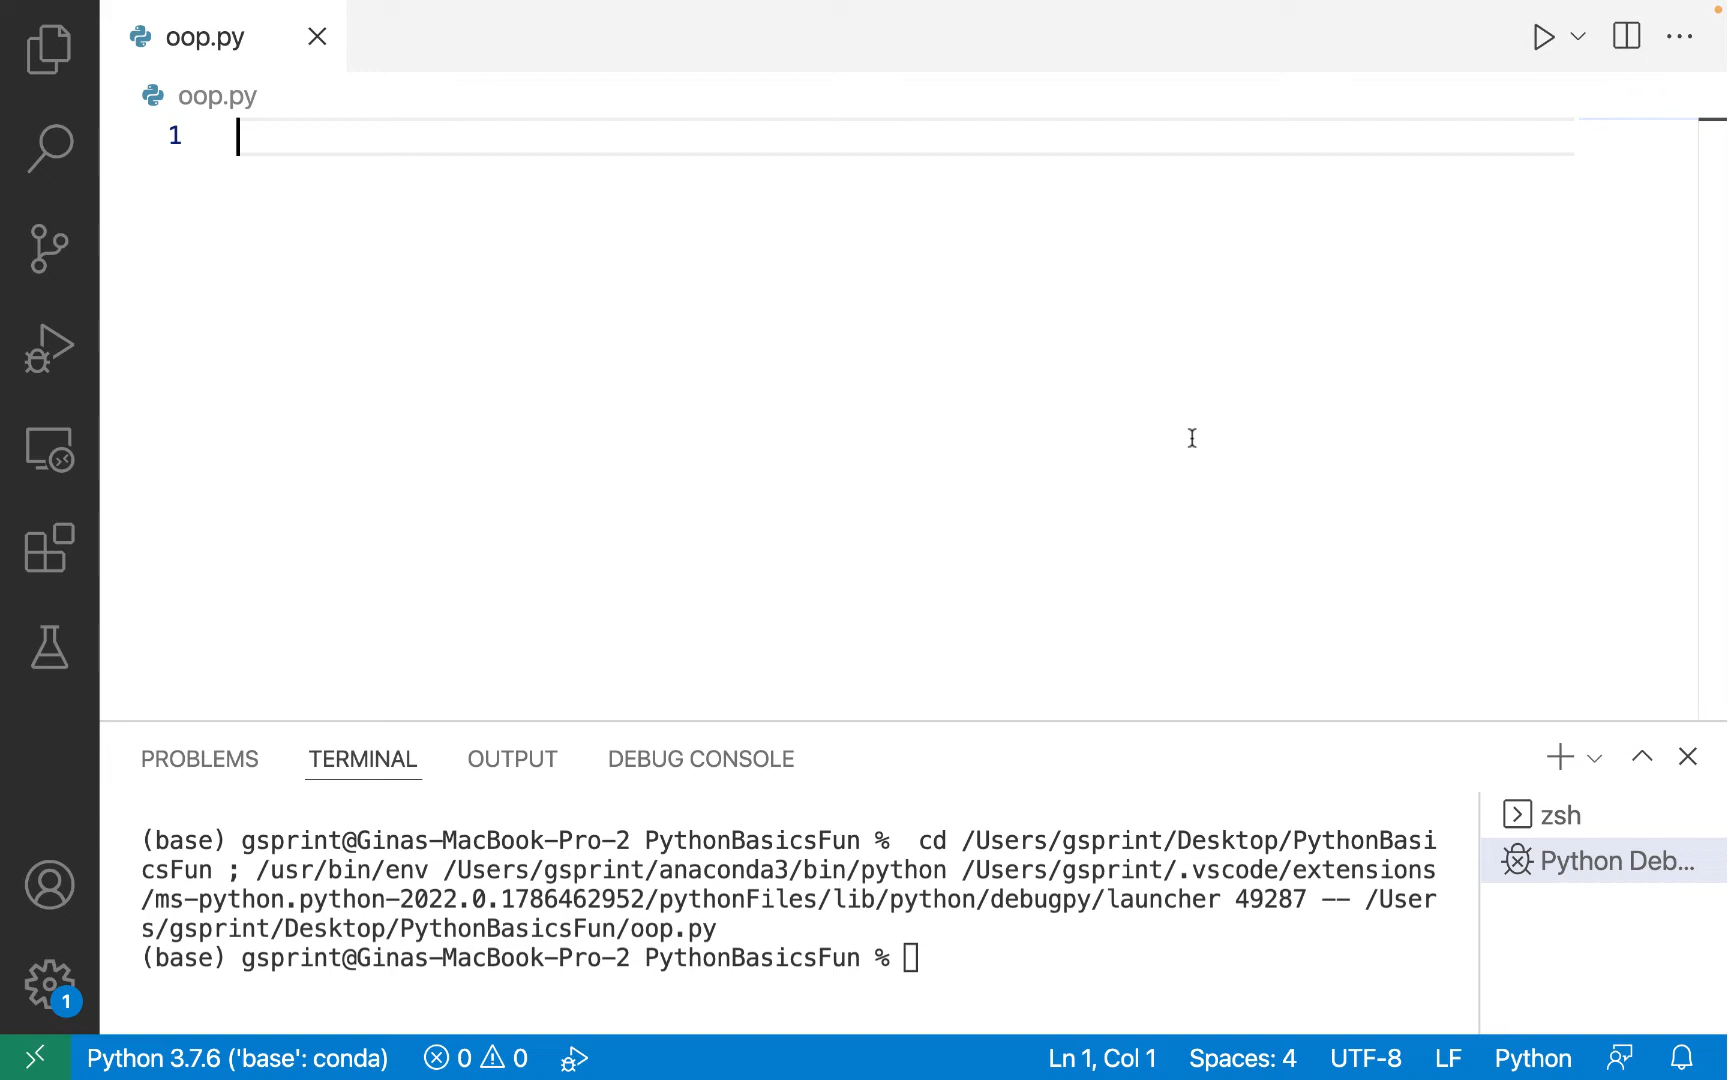 oop.py
oop.py
1
PROBLEMS TERMINAL OUTPUT DEBUG CONSOLE
(base) gsprint@Ginas-MacBook-Pro-2 PythonBasicsFun %  cd /Users/gsprint/Desktop/PythonBasi
csFun ; /usr/bin/env /Users/gsprint/anaconda3/bin/python /Users/gsprint/.vscode/extensions
/ms-python.python-2022.0.1786462952/pythonFiles/lib/python/debugpy/launcher 49287 -- /User
s/gsprint/Desktop/PythonBasicsFun/oop.py
(base) gsprint@Ginas-MacBook-Pro-2 PythonBasicsFun %
zsh
Python Deb...
1
Python 3.7.6 ('base': conda) 0 0 Ln 1, Col 1 Spaces: 4 UTF-8 LF Python